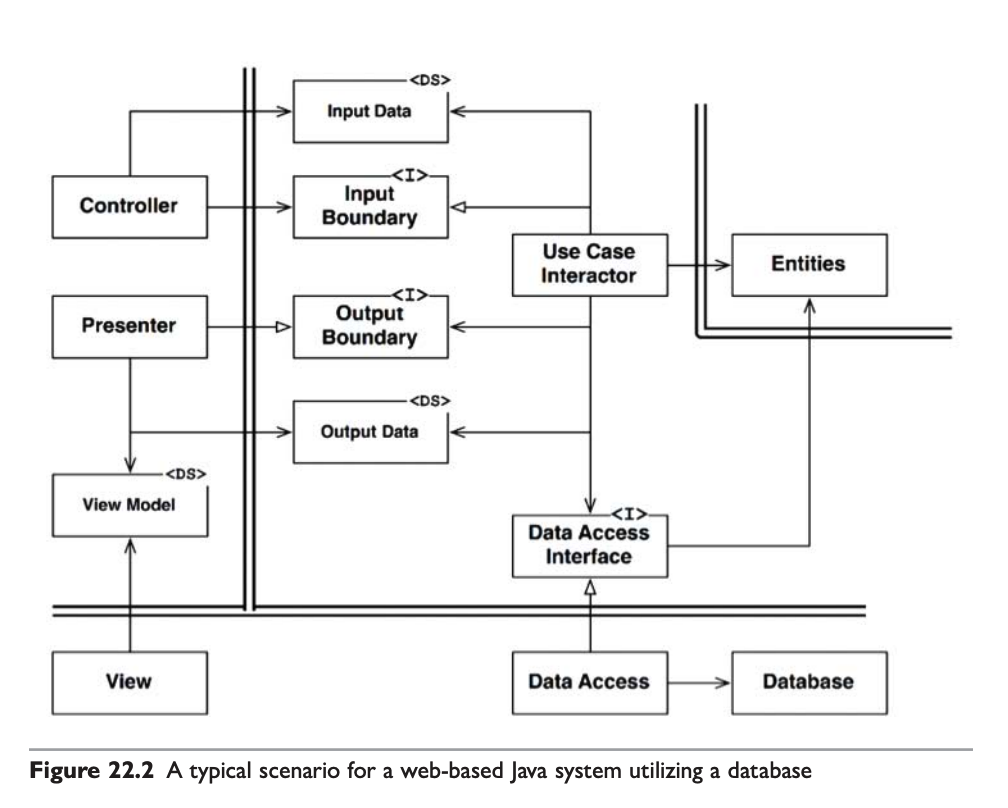 <DS>
Input Data
<I>
Controller
Input
Boundary
Use Case
Interactor
Entities
<I>
Presenter
Output
Boundary
<DS>
Output Data
<DS>
View Model
<I>
Data Access
Interface
View
Data Access
Database
Figure 22.2 A typical scenario for a web-based Java system utilizing a database